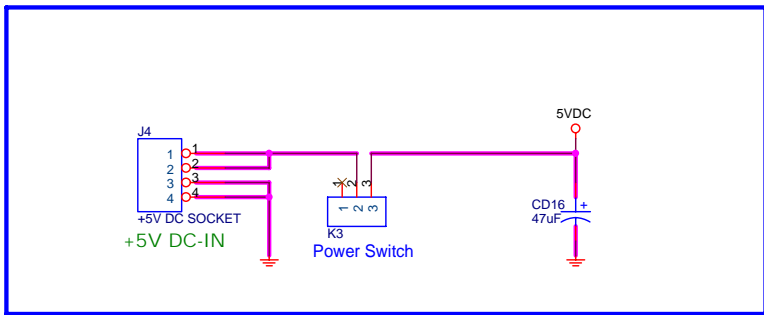 5VDC
J4
1 1
2 2
3 3
4 4
1 2 3
1 2 3
CD16 +
47uF
+5V DC SOCKET
K3
+5V DC-IN
Power Switch